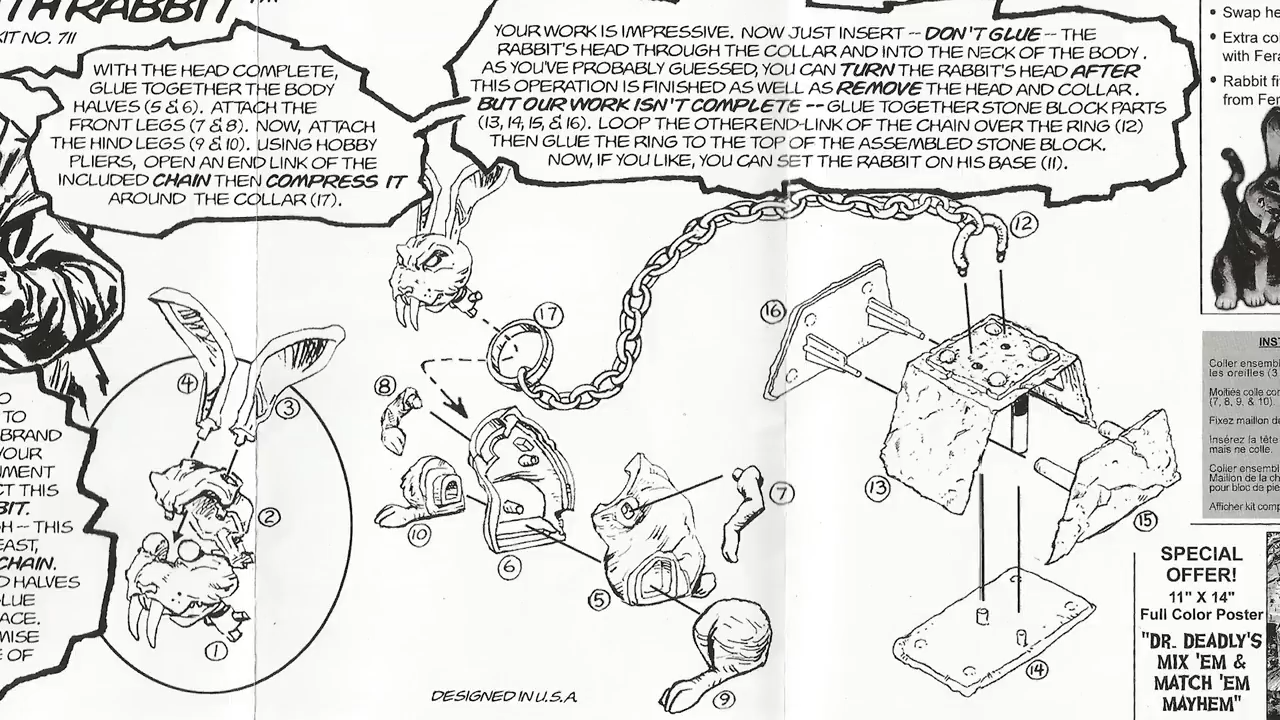 TH RABBIT
KIT NO. 711
WITH THE HEAD COMPLETE,
GLUE TOGETHER THE BODY
HALVES (5 & 6). ATTACH THE
FRONT LEGS (7 & 8). NOW, ATTACH
THE HIND LEGS (9 & 10). USING HOBBY
PLIERS, OPEN AN END LINK OF THE
INCLUDED CHAIN THEN COMPRESS IT
AROUND THE COLLAR (17).
YOUR WORK IS IMPRESSIVE. NOW JUST INSERT -- DON'T GLUE -- THE
RABBIT'S HEAD THROUGH THE COLLAR AND INTO THE NECK OF THE BODY.
AS YOU'VE PROBABLY GUESSED, YOU CAN TURN THE RABBIT'S HEAD AFTER
THIS OPERATION IS FINISHED AS WELL AS REMOVE THE HEAD AND COLLAR.
BUT OUR WORK ISN'T COMPLETE -- GLUE TOGETHER STONE BLOCK PARTS
(13, 14, 15, & 16). LOOP THE OTHER END-LINK OF THE CHAIN OVER THE RING (12)
THEN GLUE THE RING TO THE TOP OF THE ASSEMBLED STONE BLOCK.
NOW, IF YOU LIKE, YOU CAN SET THE RABBIT ON HIS BASE (11).
• Swap he
• Extra co
with Fera
• Rabbit fi
from Fer
O
TO
BRAND
YOUR
UMENT
CT THIS
BIT.
GH -- THIS
EAST,
CHAIN.
D HALVES
GLUE
ACE.
MISE
E OF
4
3
2
1
17
8
10
6
5
7
9
12
16
13
15
14
DESIGNED IN U.S.A.
INST
Coller ensembl
les oreilles (3
Moitiés colle co
(7, 8, 9, & 10).
Fixez maillon de
Insérez la tête
mais ne colle.
Coller ensembl
Maillon de la ch
pour bloc de pie
Afficher kit comp
SPECIAL
OFFER!
11" X 14"
Full Color Poster
"DR. DEADLY'S
MIX 'EM &
MATCH 'EM
MAYHEM"